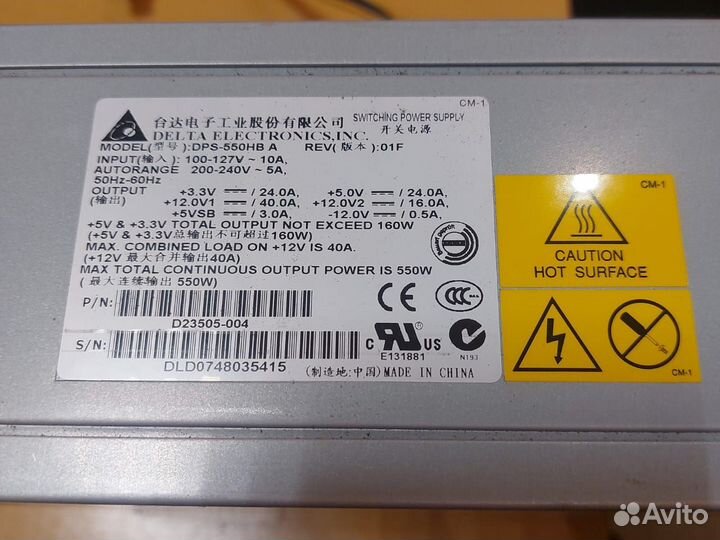 CM-1
台达电子工业股份有限公司
DELTA ELECTRONICS,INC.
SWITCHING POWER SUPPLY
开关电源
MODEL(型号):DPS-550HB A REV(版本):01F
INPUT(输入): 100-127V ~ 10A,
AUTORANGE 200-240V ~ 5A,
50Hz-60Hz
OUTPUT +3.3V / 24.0A, +5.0V / 24.0A,
(输出) +12.0V1 / 40.0A, +12.0V2 / 16.0A,
+5VSB / 3.0A, -12.0V / 0.5A,
+5V & +3.3V TOTAL OUTPUT NOT EXCEED 160W
(+5V & +3.3V总输出不可超过160W)
MAX. COMBINED LOAD ON +12V IS 40A.
(+12V 最大合并输出40A)
MAX TOTAL CONTINUOUS OUTPUT POWER IS 550W
(最大连续输出 550W)
P/N:
D23505-004
S/N:
DLD0748035415
CE
CCC
C UL US
E131881
N193
(制造地:中国)MADE IN CHINA
CM-1
CAUTION
HOT SURFACE
CM-1
Avito